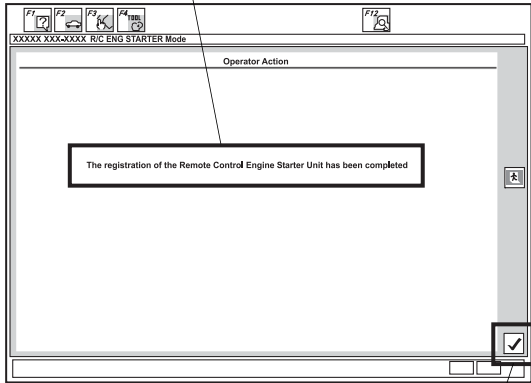 F1 F2 F3 F4 TOOL F12
XXXXX XXX-XXXX R/C ENG STARTER Mode
Operator Action
The registration of the Remote Control Engine Starter Unit has been completed